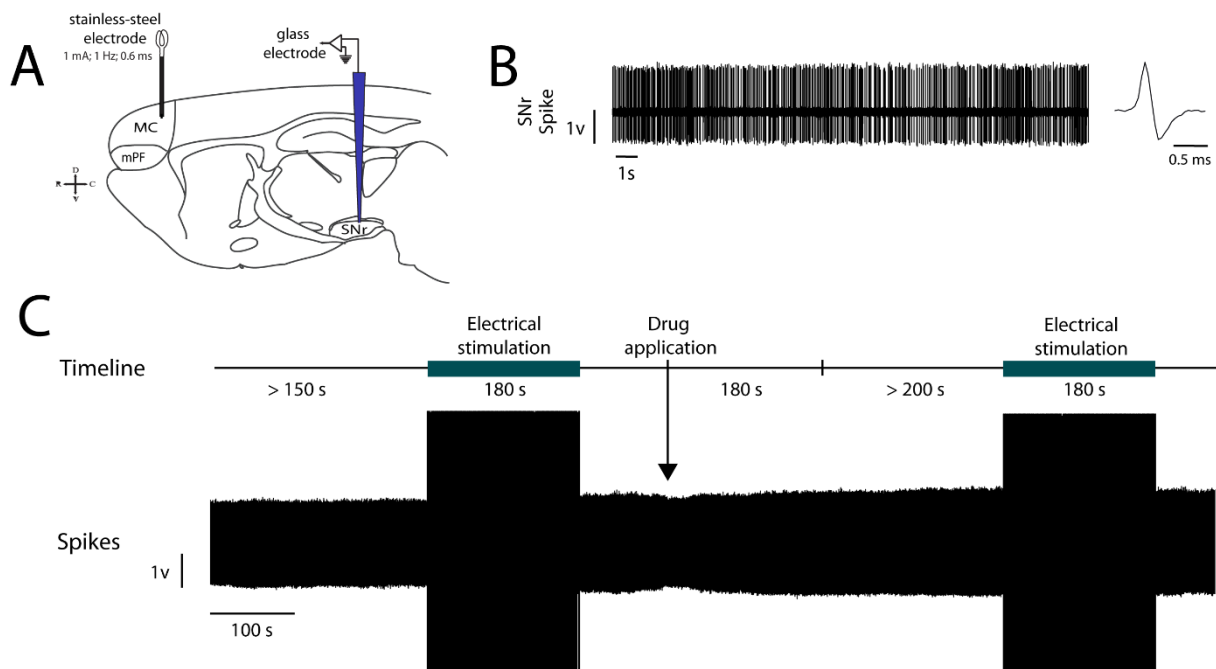 A
stainless-steel
electrode
1 mA; 1 Hz; 0.6 ms
glass
electrode
MC
mPF
SNr
D
R
C
V
B
SNr
Spike
1v
1s
0.5 ms
C
Timeline
Electrical
stimulation
Drug
application
Electrical
stimulation
> 150 s
180 s
180 s
> 200 s
180 s
Spikes
1v
100 s